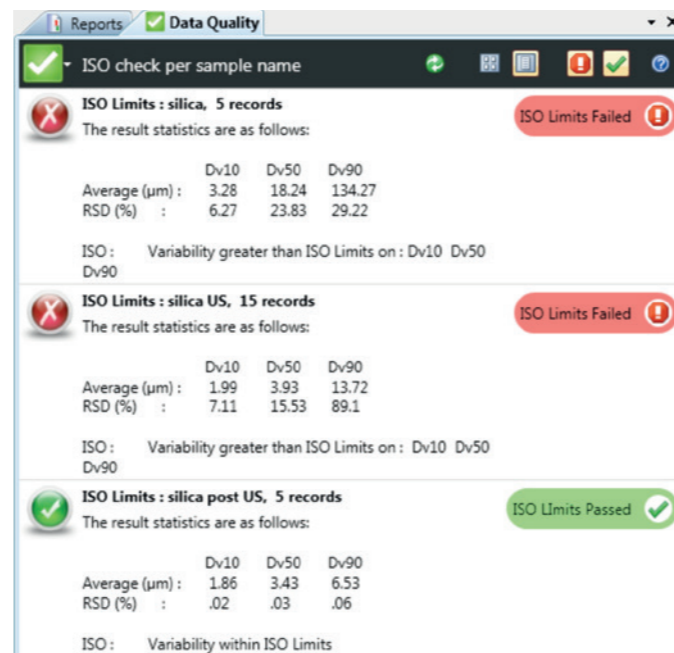 Reports Data Quality
ISO check per sample name
ISO Limits : silica, 5 records
ISO Limits Failed
The result statistics are as follows:
Dv10 Dv50 Dv90
Average (µm) : 3.28 18.24 134.27
RSD (%) : 6.27 23.83 29.22
ISO : Variability greater than ISO Limits on : Dv10 Dv50
Dv90
ISO Limits : silica US, 15 records
ISO Limits Failed
The result statistics are as follows:
Dv10 Dv50 Dv90
Average (µm) : 1.99 3.93 13.72
RSD (%) : 7.11 15.53 89.1
ISO : Variability greater than ISO Limits on : Dv10 Dv50
Dv90
ISO Limits : silica post US, 5 records
ISO LImits Passed
The result statistics are as follows:
Dv10 Dv50 Dv90
Average (µm) : 1.86 3.43 6.53
RSD (%) : .02 .03 .06
ISO : Variability within ISO Limits